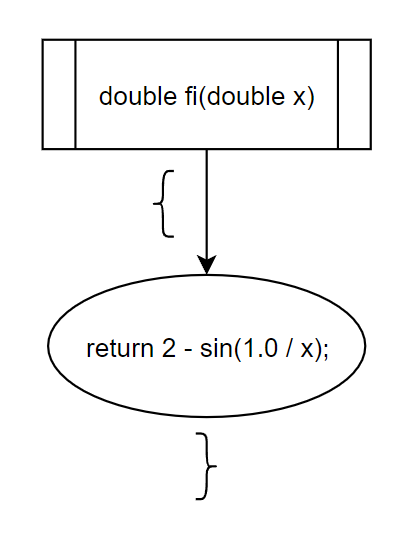 double fi(double x)
{
return 2 - sin(1.0 / x);
}